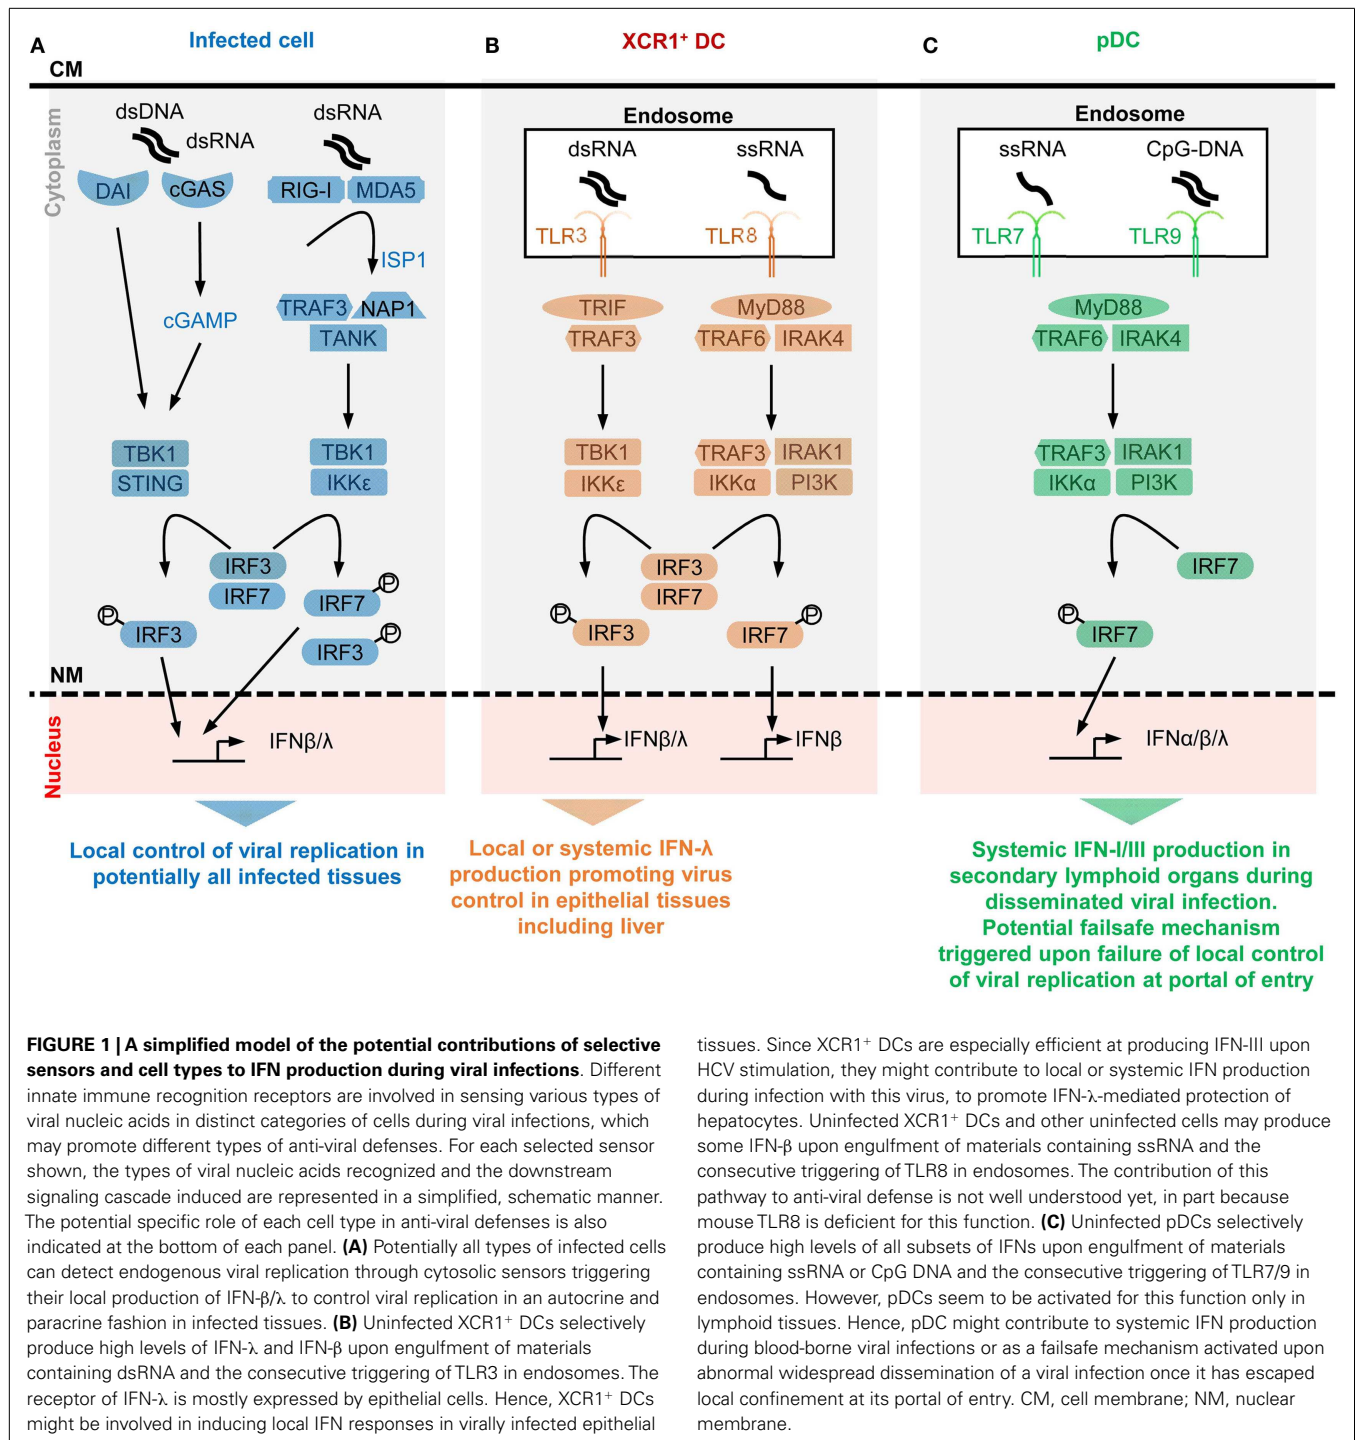 A
Infected cell
CM
Cytoplasm
dsDNA
dsRNA
dsRNA
DAI
cGAS
RIG-I
MDA5
ISP1
cGAMP
TRAF3
NAP1
TANK
TBK1
STING
TBK1
IKKε
IRF3
IRF7
P
IRF7
P
IRF3
P
IRF3
NM
Nucleus
IFNβ/λ
Local control of viral replication in
potentially all infected tissues
B
XCR1⁺ DC
Endosome
dsRNA
ssRNA
TLR3
TLR8
TRIF
TRAF3
MyD88
TRAF6
IRAK4
TBK1
IKKε
TRAF3
IRAK1
IKKα
PI3K
IRF3
IRF7
P
IRF3
P
IRF7
IFNβ/λ
IFNβ
Local or systemic IFN-λ
production promoting virus
control in epithelial tissues
including liver
C
pDC
Endosome
ssRNA
CpG-DNA
TLR7
TLR9
MyD88
TRAF6
IRAK4
TRAF3
IRAK1
IKKα
PI3K
IRF7
P
IRF7
IFNα/β/λ
Systemic IFN-I/III production in
secondary lymphoid organs during
disseminated viral infection.
Potential failsafe mechanism
triggered upon failure of local control
of viral replication at portal of entry
FIGURE 1 | A simplified model of the potential contributions of selective
sensors and cell types to IFN production during viral infections. Different
innate immune recognition receptors are involved in sensing various types of
viral nucleic acids in distinct categories of cells during viral infections, which
may promote different types of anti-viral defenses. For each selected sensor
shown, the types of viral nucleic acids recognized and the downstream
signaling cascade induced are represented in a simplified, schematic manner.
The potential specific role of each cell type in anti-viral defenses is also
indicated at the bottom of each panel. (A) Potentially all types of infected cells
can detect endogenous viral replication through cytosolic sensors triggering
their local production of IFN-β/λ to control viral replication in an autocrine and
paracrine fashion in infected tissues. (B) Uninfected XCR1⁺ DCs selectively
produce high levels of IFN-λ and IFN-β upon engulfment of materials
containing dsRNA and the consecutive triggering of TLR3 in endosomes. The
receptor of IFN-λ is mostly expressed by epithelial cells. Hence, XCR1⁺ DCs
might be involved in inducing local IFN responses in virally infected epithelial
tissues. Since XCR1⁺ DCs are especially efficient at producing IFN-III upon
HCV stimulation, they might contribute to local or systemic IFN production
during infection with this virus, to promote IFN-λ-mediated protection of
hepatocytes. Uninfected XCR1⁺ DCs and other uninfected cells may produce
some IFN-β upon engulfment of materials containing ssRNA and the
consecutive triggering of TLR8 in endosomes. The contribution of this
pathway to anti-viral defense is not well understood yet, in part because
mouse TLR8 is deficient for this function. (C) Uninfected pDCs selectively
produce high levels of all subsets of IFNs upon engulfment of materials
containing ssRNA or CpG DNA and the consecutive triggering of TLR7/9 in
endosomes. However, pDCs seem to be activated for this function only in
lymphoid tissues. Hence, pDC might contribute to systemic IFN production
during blood-borne viral infections or as a failsafe mechanism activated upon
abnormal widespread dissemination of a viral infection once it has escaped
local confinement at its portal of entry. CM, cell membrane; NM, nuclear
membrane.